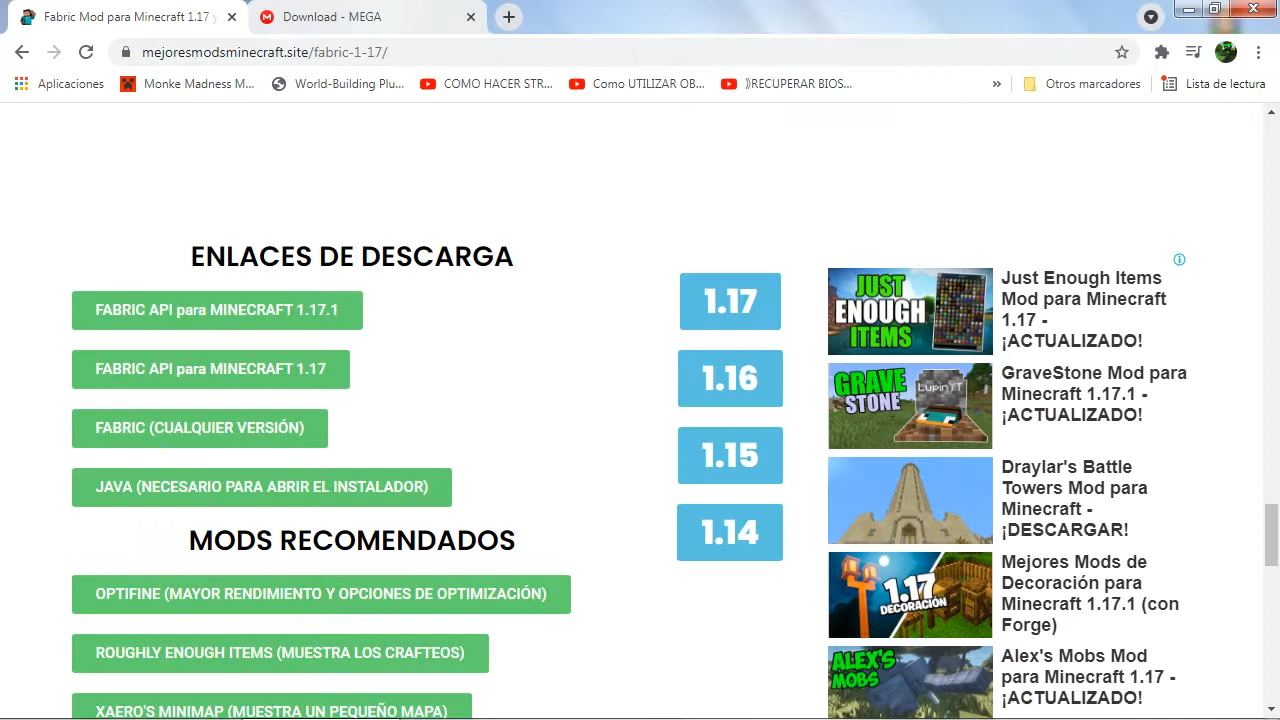 Fabric Mod para Minecraft 1.17 y
Download - MEGA
mejoresmodsminecraft.site/fabric-1-17/
Aplicaciones
Monke Madness M...
World-Building Plu...
COMO HACER STR...
Como UTILIZAR OB...
⟫RECUPERAR BIOS...
»
Otros marcadores
Lista de lectura
ENLACES DE DESCARGA
FABRIC API para MINECRAFT 1.17.1
FABRIC API para MINECRAFT 1.17
FABRIC (CUALQUIER VERSIÓN)
JAVA (NECESARIO PARA ABRIR EL INSTALADOR)
MODS RECOMENDADOS
OPTIFINE (MAYOR RENDIMIENTO Y OPCIONES DE OPTIMIZACIÓN)
ROUGHLY ENOUGH ITEMS (MUESTRA LOS CRAFTEOS)
XAERO'S MINIMAP (MUESTRA UN PEQUEÑO MAPA)
1.17
1.16
1.15
1.14
JUST
ENOUGH
ITEMS
Just Enough Items
Mod para Minecraft
1.17 -
¡ACTUALIZADO!
GRAVE
STONE
LupinYT
GraveStone Mod para
Minecraft 1.17.1 -
¡ACTUALIZADO!
Draylar's Battle
Towers Mod para
Minecraft -
¡DESCARGAR!
1.17
DECORACIÓN
Mejores Mods de
Decoración para
Minecraft 1.17.1 (con
Forge)
ALEX'S
MOBS
Alex's Mobs Mod
para Minecraft 1.17 -
¡ACTUALIZADO!